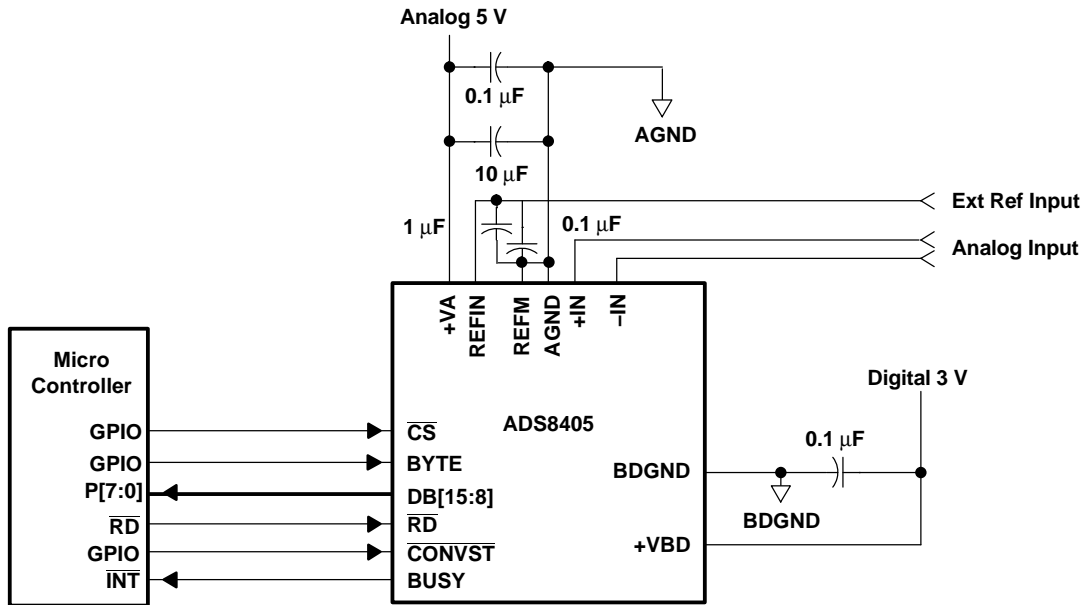 Analog 5 V
0.1 μF
AGND
10 μF
1 μF
0.1 μF
Ext Ref Input
Analog Input
+VA
REFIN
REFM
AGND
+IN
−IN
Micro
Controller
GPIO
GPIO
P[7:0]
RD
GPIO
INT
CS
BYTE
DB[15:8]
RD
CONVST
BUSY
ADS8405
BDGND
+VBD
Digital 3 V
0.1 μF
BDGND